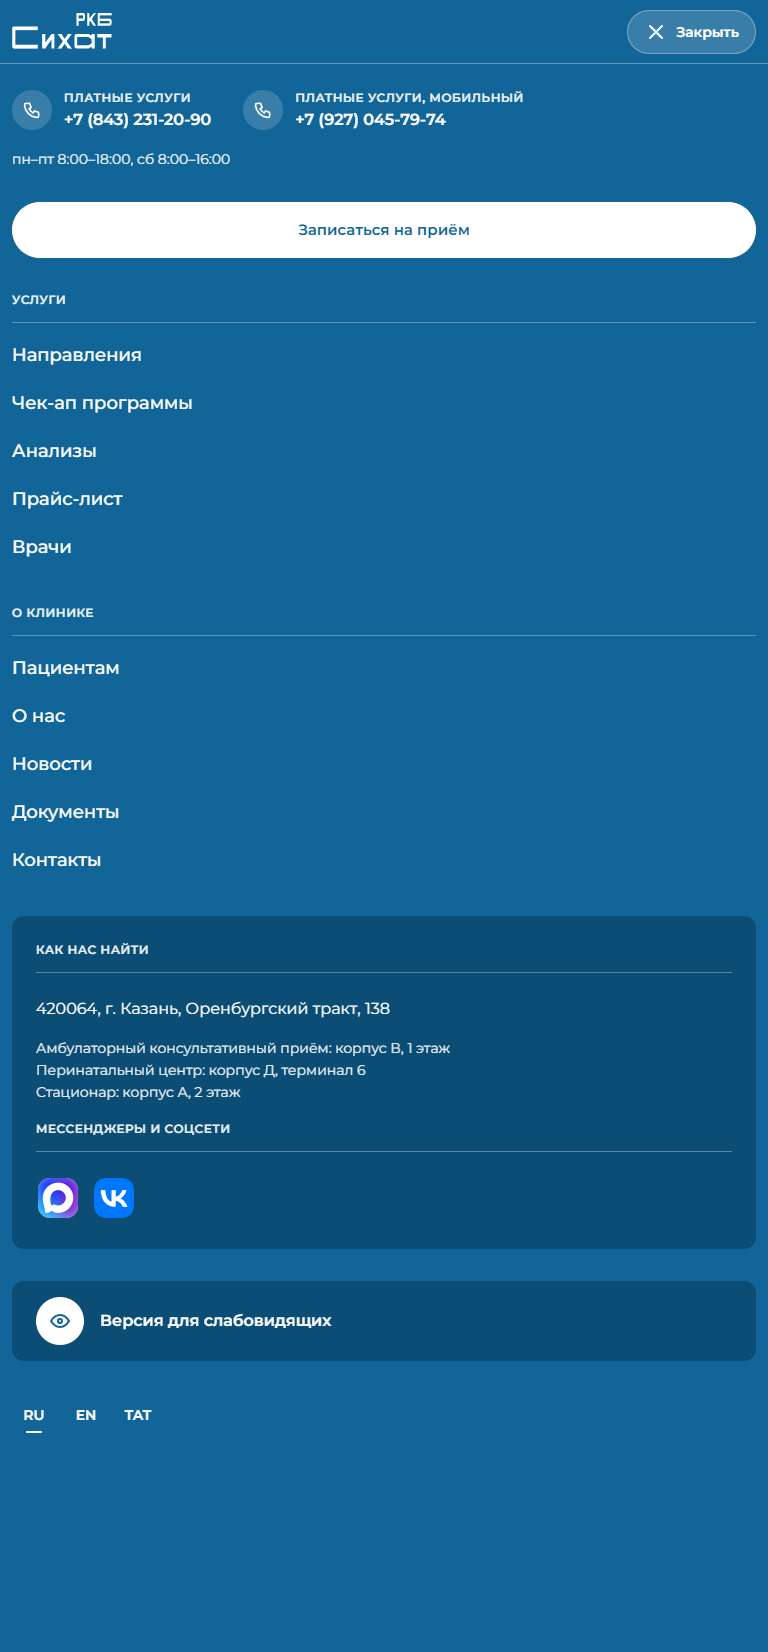 РКБ
Сихат
Закрыть
ПЛАТНЫЕ УСЛУГИ
+7 (843) 231-20-90
ПЛАТНЫЕ УСЛУГИ, МОБИЛЬНЫЙ
+7 (927) 045-79-74
пн–пт 8:00–18:00, сб 8:00–16:00
Записаться на приём
УСЛУГИ
Направления
Чек-ап программы
Анализы
Прайс-лист
Врачи
О КЛИНИКЕ
Пациентам
О нас
Новости
Документы
Контакты
КАК НАС НАЙТИ
420064, г. Казань, Оренбургский тракт, 138
Амбулаторный консультативный приём: корпус В, 1 этаж
Перинатальный центр: корпус Д, терминал 6
Стационар: корпус А, 2 этаж
МЕССЕНДЖЕРЫ И СОЦСЕТИ
Версия для слабовидящих
RU EN ТАТ